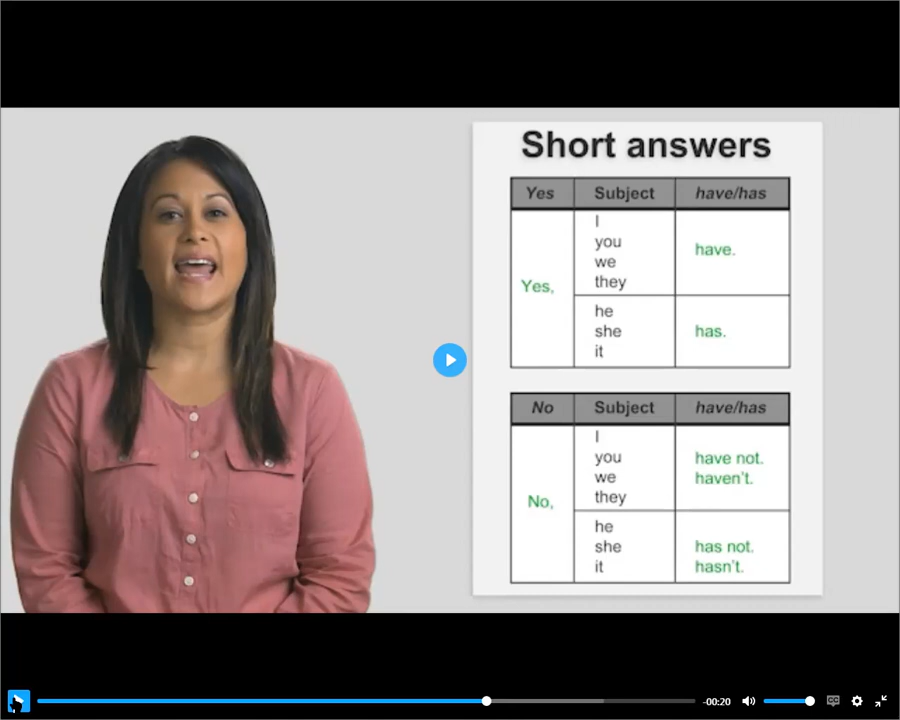 Short answers
Yes Subject have/has
I
you
we
they
have.
Yes,
he
she
it
has.
No Subject have/has
I
you
we
they
have not.
haven't.
No,
he
she
it
has not.
hasn't.
-00:20
CC